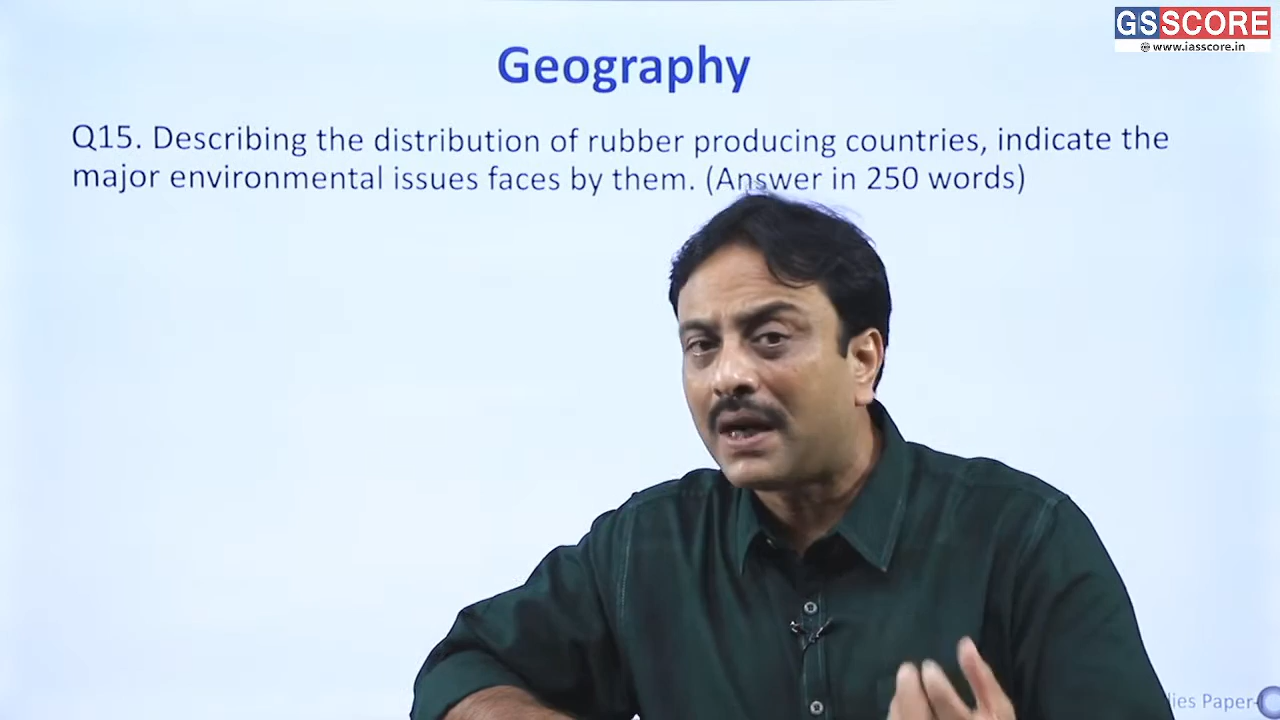 GSSCORE
www.iasscore.in
Geography
Q15. Describing the distribution of rubber producing countries, indicate the
major environmental issues faces by them. (Answer in 250 words)
Paper-